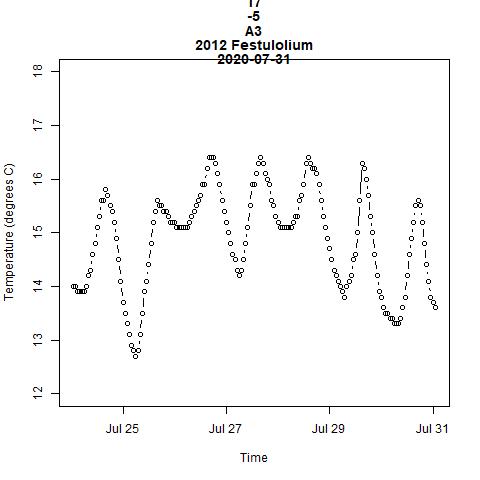 17
-5
A3
2012 Festulolium
2020-07-31
Temperature (degrees C)
18
17
16
15
14
13
12
Jul 25
Jul 27
Jul 29
Jul 31
Time